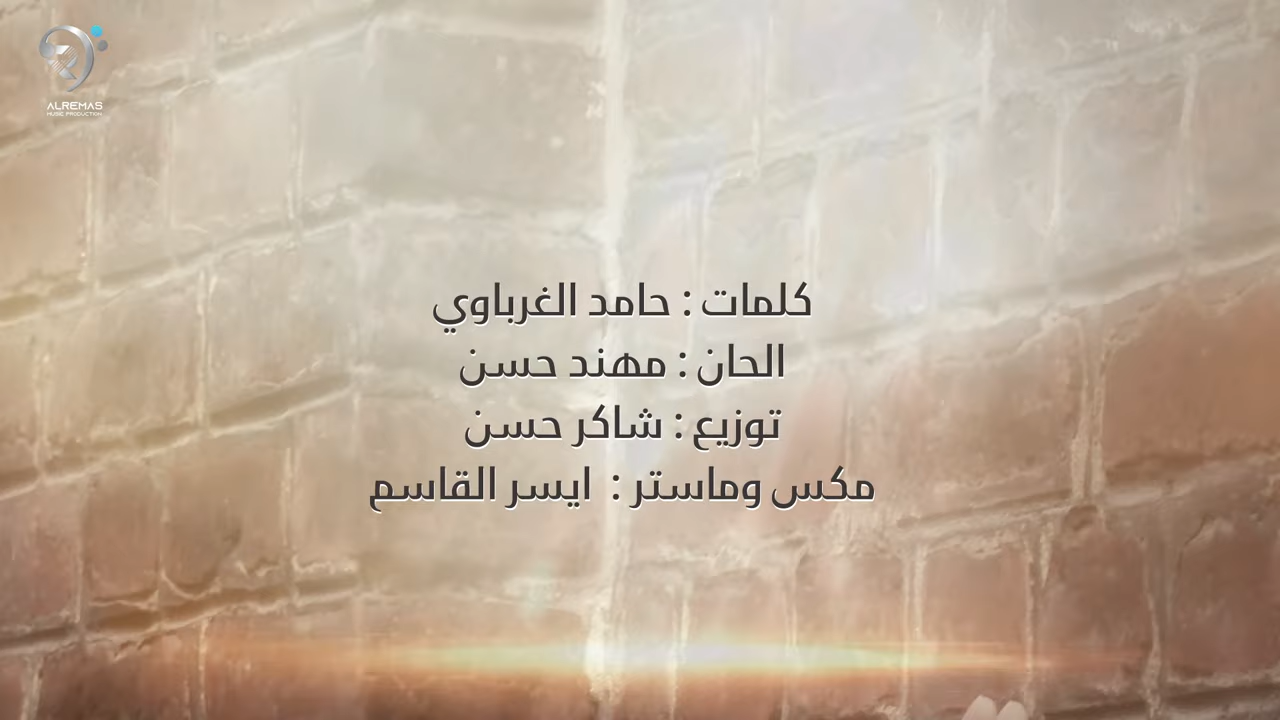 ALREMAS
MUSIC PRODUCTION
كلمات : حامد الغرباوي
الحان : مهند حسن
توزيع : شاكر حسن
مكس وماستر : ايسر القاسم